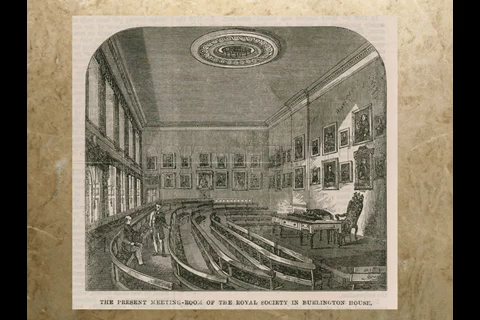 THE PRESENT MEETING-ROOM OF THE ROYAL SOCIETY IN BURLINGTON HOUSE.